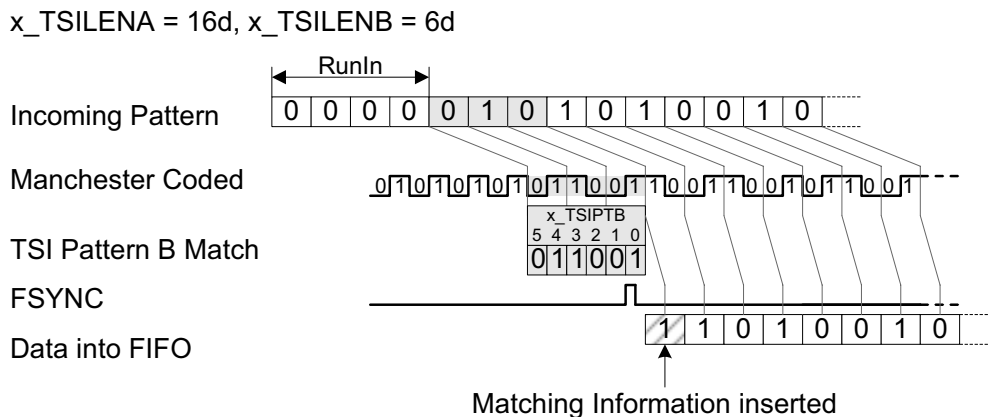 x_TSILENA = 16d, x_TSILENB = 6d
RunIn
Incoming Pattern 0 0 0 0 0 1 0 1 0 1 0 0 1 0
Manchester Coded 0 1 0 1 0 1 0 1 0 1 1 0 0 1 1 0 0 1 1 0 0 1 0 1 1 0 0 1
x_TSIPTB
5 4 3 2 1 0
TSI Pattern B Match 0 1 1 0 0 1
FSYNC
Data into FIFO 1 1 0 1 0 0 1 0
Matching Information inserted